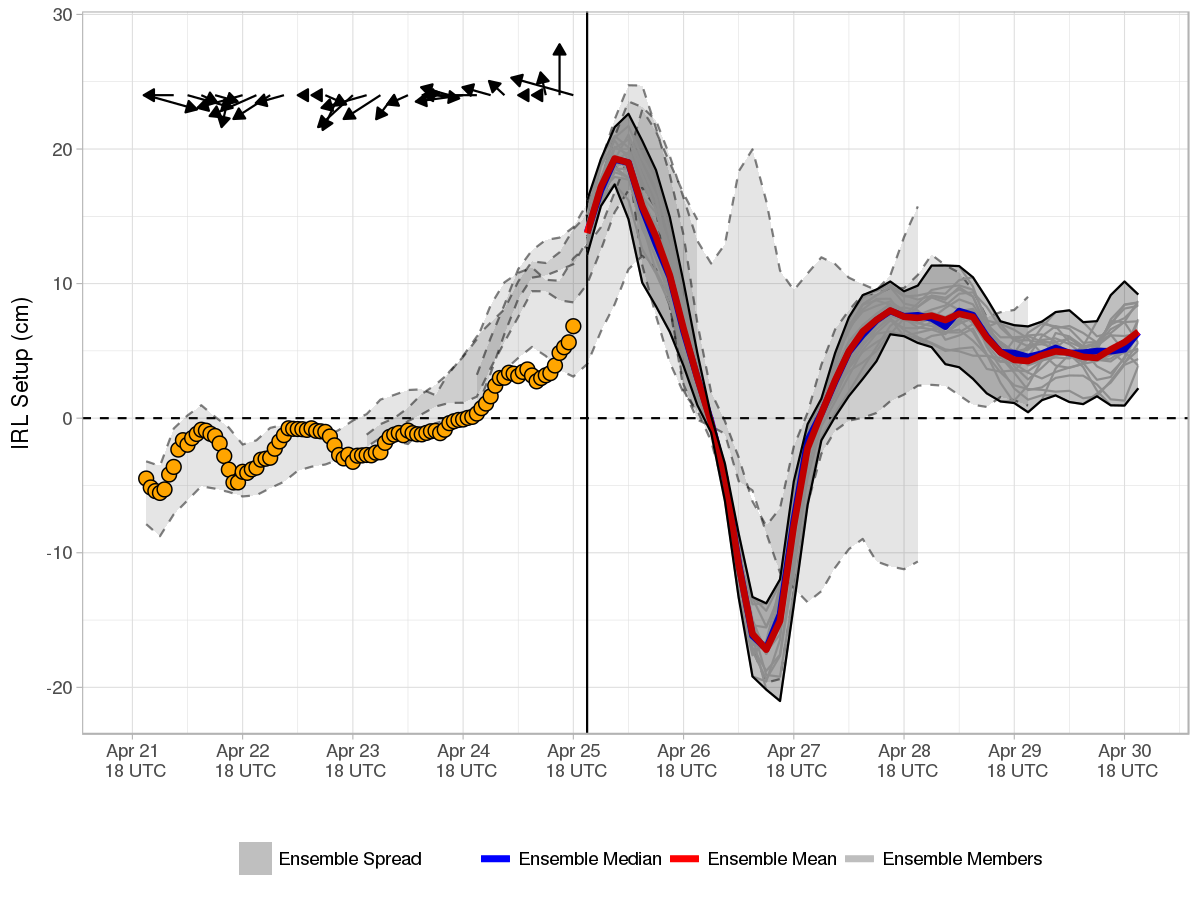 IRL Setup (cm)
30
20
10
0
-10
-20
Apr 21
18 UTC
Apr 22
18 UTC
Apr 23
18 UTC
Apr 24
18 UTC
Apr 25
18 UTC
Apr 26
18 UTC
Apr 27
18 UTC
Apr 28
18 UTC
Apr 29
18 UTC
Apr 30
18 UTC
Ensemble Spread
Ensemble Median
Ensemble Mean
Ensemble Members